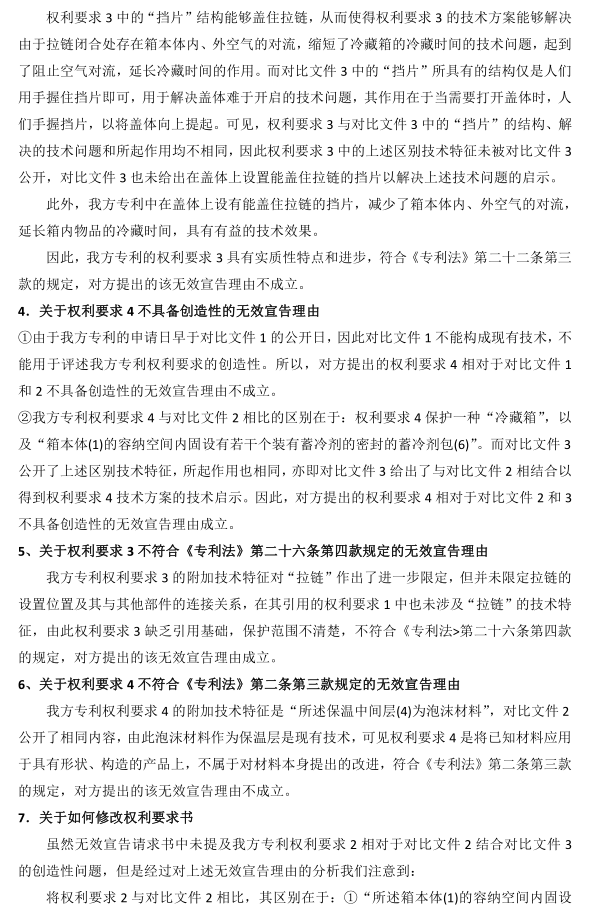 权利要求 3 中的“挡片”结构能够盖住拉链，从而使得权利要求 3 的技术方案能够解决
由于拉链闭合处存在箱本体内、外空气的对流，缩短了冷藏箱的冷藏时间的技术问题，起到
了阻止空气对流，延长冷藏时间的作用。而对比文件 3 中的“挡片”所具有的结构仅是人们
用手握住挡片即可，用于解决盖体难于开启的技术问题，其作用在于当需要打开盖体时，人
们手握挡片，以将盖体向上提起。可见，权利要求 3 与对比文件 3 中的“挡片”的结构、解
决的技术问题和所起作用均不相同，因此权利要求 3 中的上述区别技术特征未被对比文件 3
公开，对比文件 3 也未给出在盖体上设置能盖住拉链的挡片以解决上述技术问题的启示。
此外，我方专利中在盖体上设有能盖住拉链的挡片，减少了箱本体内、外空气的对流，
延长箱内物品的冷藏时间，具有有益的技术效果。
因此，我方专利的权利要求 3 具有实质性特点和进步，符合《专利法》第二十二条第三
款的规定，对方提出的该无效宣告理由不成立。
4．关于权利要求 4 不具备创造性的无效宣告理由
①由于我方专利的申请日早于对比文件 1 的公开日，因此对比文件 1 不能构成现有技术，不
能用于评述我方专利权利要求的创造性。所以，对方提出的权利要求 4 相对于对比文件 1
和 2 不具备创造性的无效宣告理由不成立。
②我方专利权利要求 4 与对比文件 2 相比的区别在于：权利要求 4 保护一种“冷藏箱”，以
及“箱本体(1)的容纳空间内固设有若干个装有蓄冷剂的密封的蓄冷剂包(6)”。而对比文件 3
公开了上述区别技术特征，所起作用也相同，亦即对比文件 3 给出了与对比文件 2 相结合以
得到权利要求 4 技术方案的技术启示。因此，对方提出的权利要求 4 相对于对比文件 2 和 3
不具备创造性的无效宣告理由成立。
5、关于权利要求 3 不符合《专利法》第二十六条第四款规定的无效宣告理由
我方专利权利要求 3 的附加技术特征对“拉链”作出了进一步限定，但并未限定拉链的
设置位置及其与其他部件的连接关系，在其引用的权利要求 1 中也未涉及“拉链”的技术特
征，由此权利要求 3 缺乏引用基础，保护范围不清楚，不符合《专利法>第二十六条第四款
的规定，对方提出的该无效宣告理由成立。
6、关于权利要求 4 不符合《专利法》第二条第三款规定的无效宣告理由
我方专利权利要求 4 的附加技术特征是“所述保温中间层(4)为泡沫材料”，对比文件 2
公开了相同内容，由此泡沫材料作为保温层是现有技术，可见权利要求 4 是将已知材料应用
于具有形状、构造的产品上，不属于对材料本身提出的改进，符合《专利法》第二条第三款
的规定，对方提出的该无效宣告理由不成立。
7．关于如何修改权利要求书
虽然无效宣告请求书中未提及我方专利权利要求 2 相对于对比文件 2 结合对比文件 3
的创造性问题，但是经过对上述无效宣告理由的分析我们注意到：
将权利要求 2 与对比文件 2 相比，其区别在于：①“所述箱本体(1)的容纳空间内固设